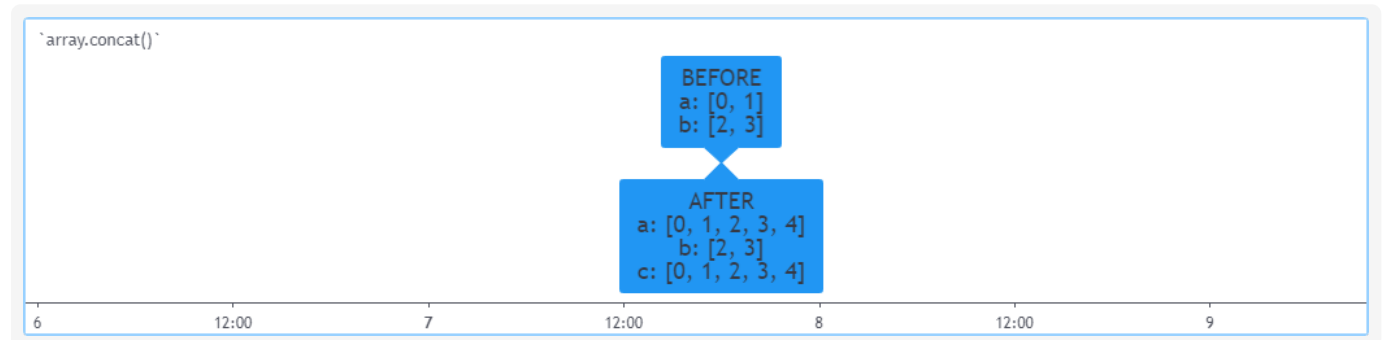 `array.concat()`
BEFORE
a: [0, 1]
b: [2, 3]
AFTER
a: [0, 1, 2, 3, 4]
b: [2, 3]
c: [0, 1, 2, 3, 4]
6 12:00 7 12:00 8 12:00 9